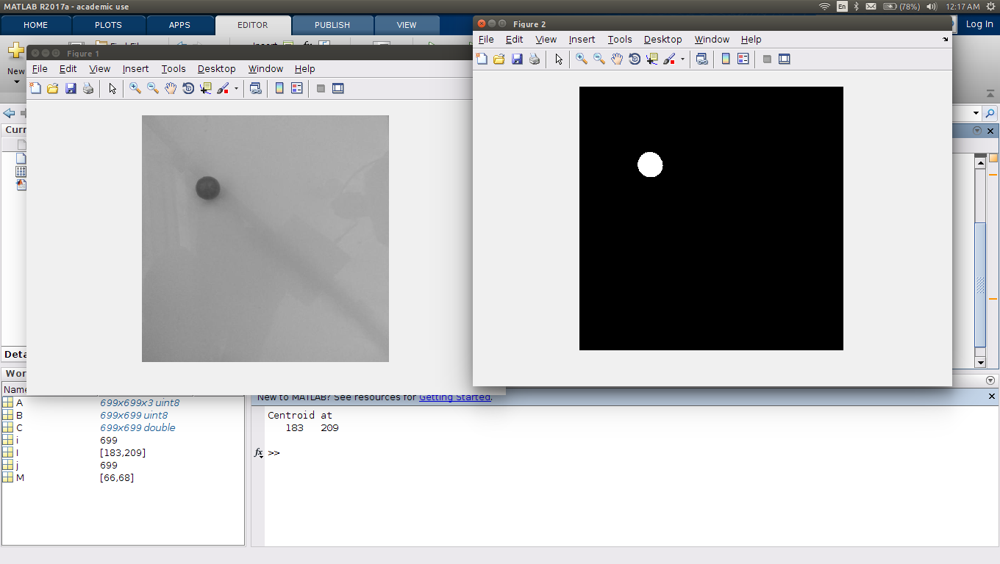 MATLAB R2017a - academic use
En
(78%)
12:17 AM
HOME
PLOTS
APPS
EDITOR
PUBLISH
VIEW
Log In
New
Figure 1
File Edit View Insert Tools Desktop Window Help
Figure 2
File Edit View Insert Tools Desktop Window Help
Curr
Deta
Wor
Name
A 699x699x3 uint8
B 699x699 uint8
C 699x699 double
i 699
I [183,209]
j 699
M [66,68]
New to MATLAB? See resources for Getting Started.
Centroid at
183 209
fx >>